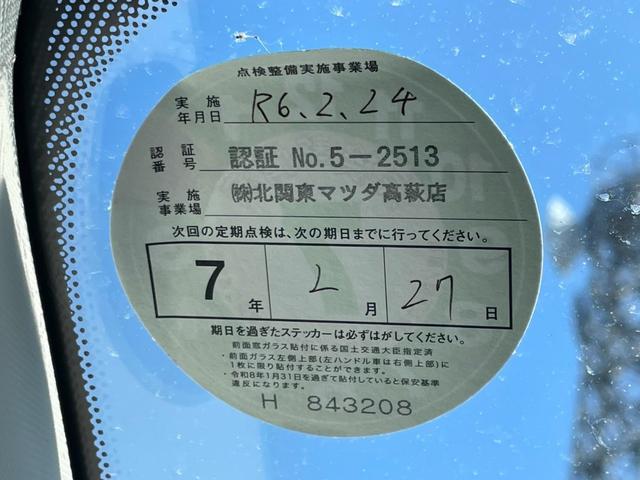 点検整備実施事業場
実施年月日 R6.2.24
認証番号 認証 No.5-2513
実施事業場 ㈱北関東マツダ高萩店
次回の定期点検は、次の期日までに行ってください。
7年 2月 27日
期日を過ぎたステッカーは必ずはがしてください。
前面窓ガラス貼付に係る国土交通大臣指定済
・前面ガラス左側上部(左ハンドル車は右側上部)に
1枚に限り貼付することができます。
・令和8年1月31日を過ぎて貼付していると保安基準
違反になります。
H 843208